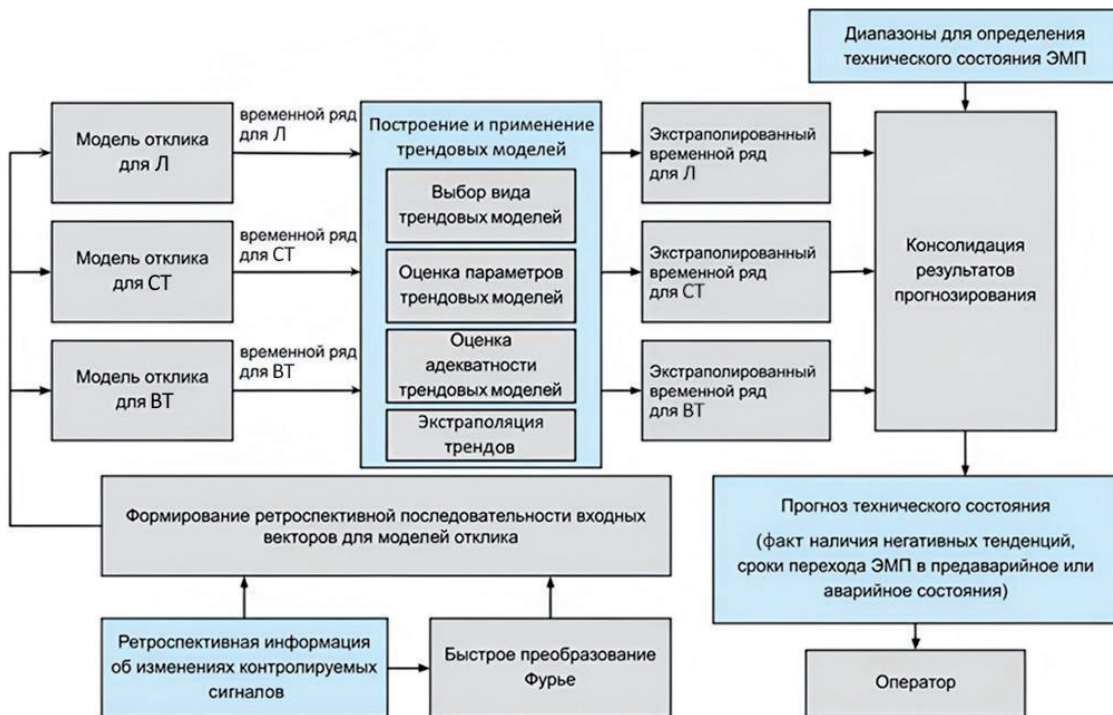 Диапазоны для определения
технического состояния ЭМП
Модель отклика
для Л
временной ряд
для Л
Построение и применение
трендовых моделей
Экстраполированный
временной ряд
для Л
Выбор вида
трендовых моделей
Модель отклика
для СТ
временной ряд
для СТ
Оценка параметров
трендовых моделей
Экстраполированный
временной ряд
для СТ
Консолидация
результатов
прогнозирования
Модель отклика
для ВТ
временной ряд
для ВТ
Оценка
адекватности
трендовых моделей
Экстраполированный
временной ряд
для ВТ
Экстраполяция
трендов
Формирование ретроспективной последовательности входных
векторов для моделей отклика
Прогноз технического состояния
(факт наличия негативных тенденций,
сроки перехода ЭМП в предаварийное или
аварийное состояния)
Ретроспективная информация
об изменениях контролируемых
сигналов
Быстрое преобразование
Фурье
Оператор